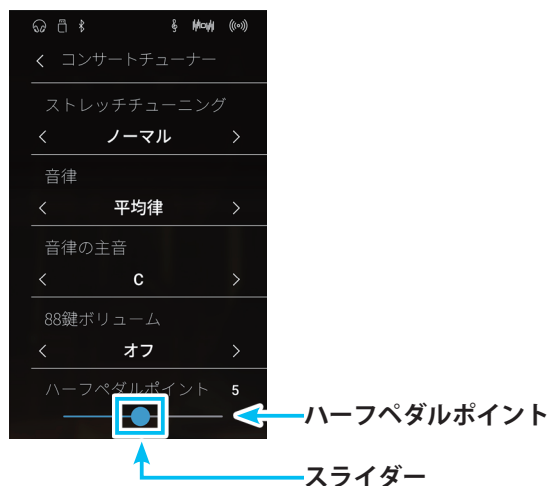 コンサートチューナー
ストレッチチューニング
ノーマル
音律
平均律
音律の主音
C
88鍵ボリューム
オフ
ハーフペダルポイント 5
ハーフペダルポイント
スライダー